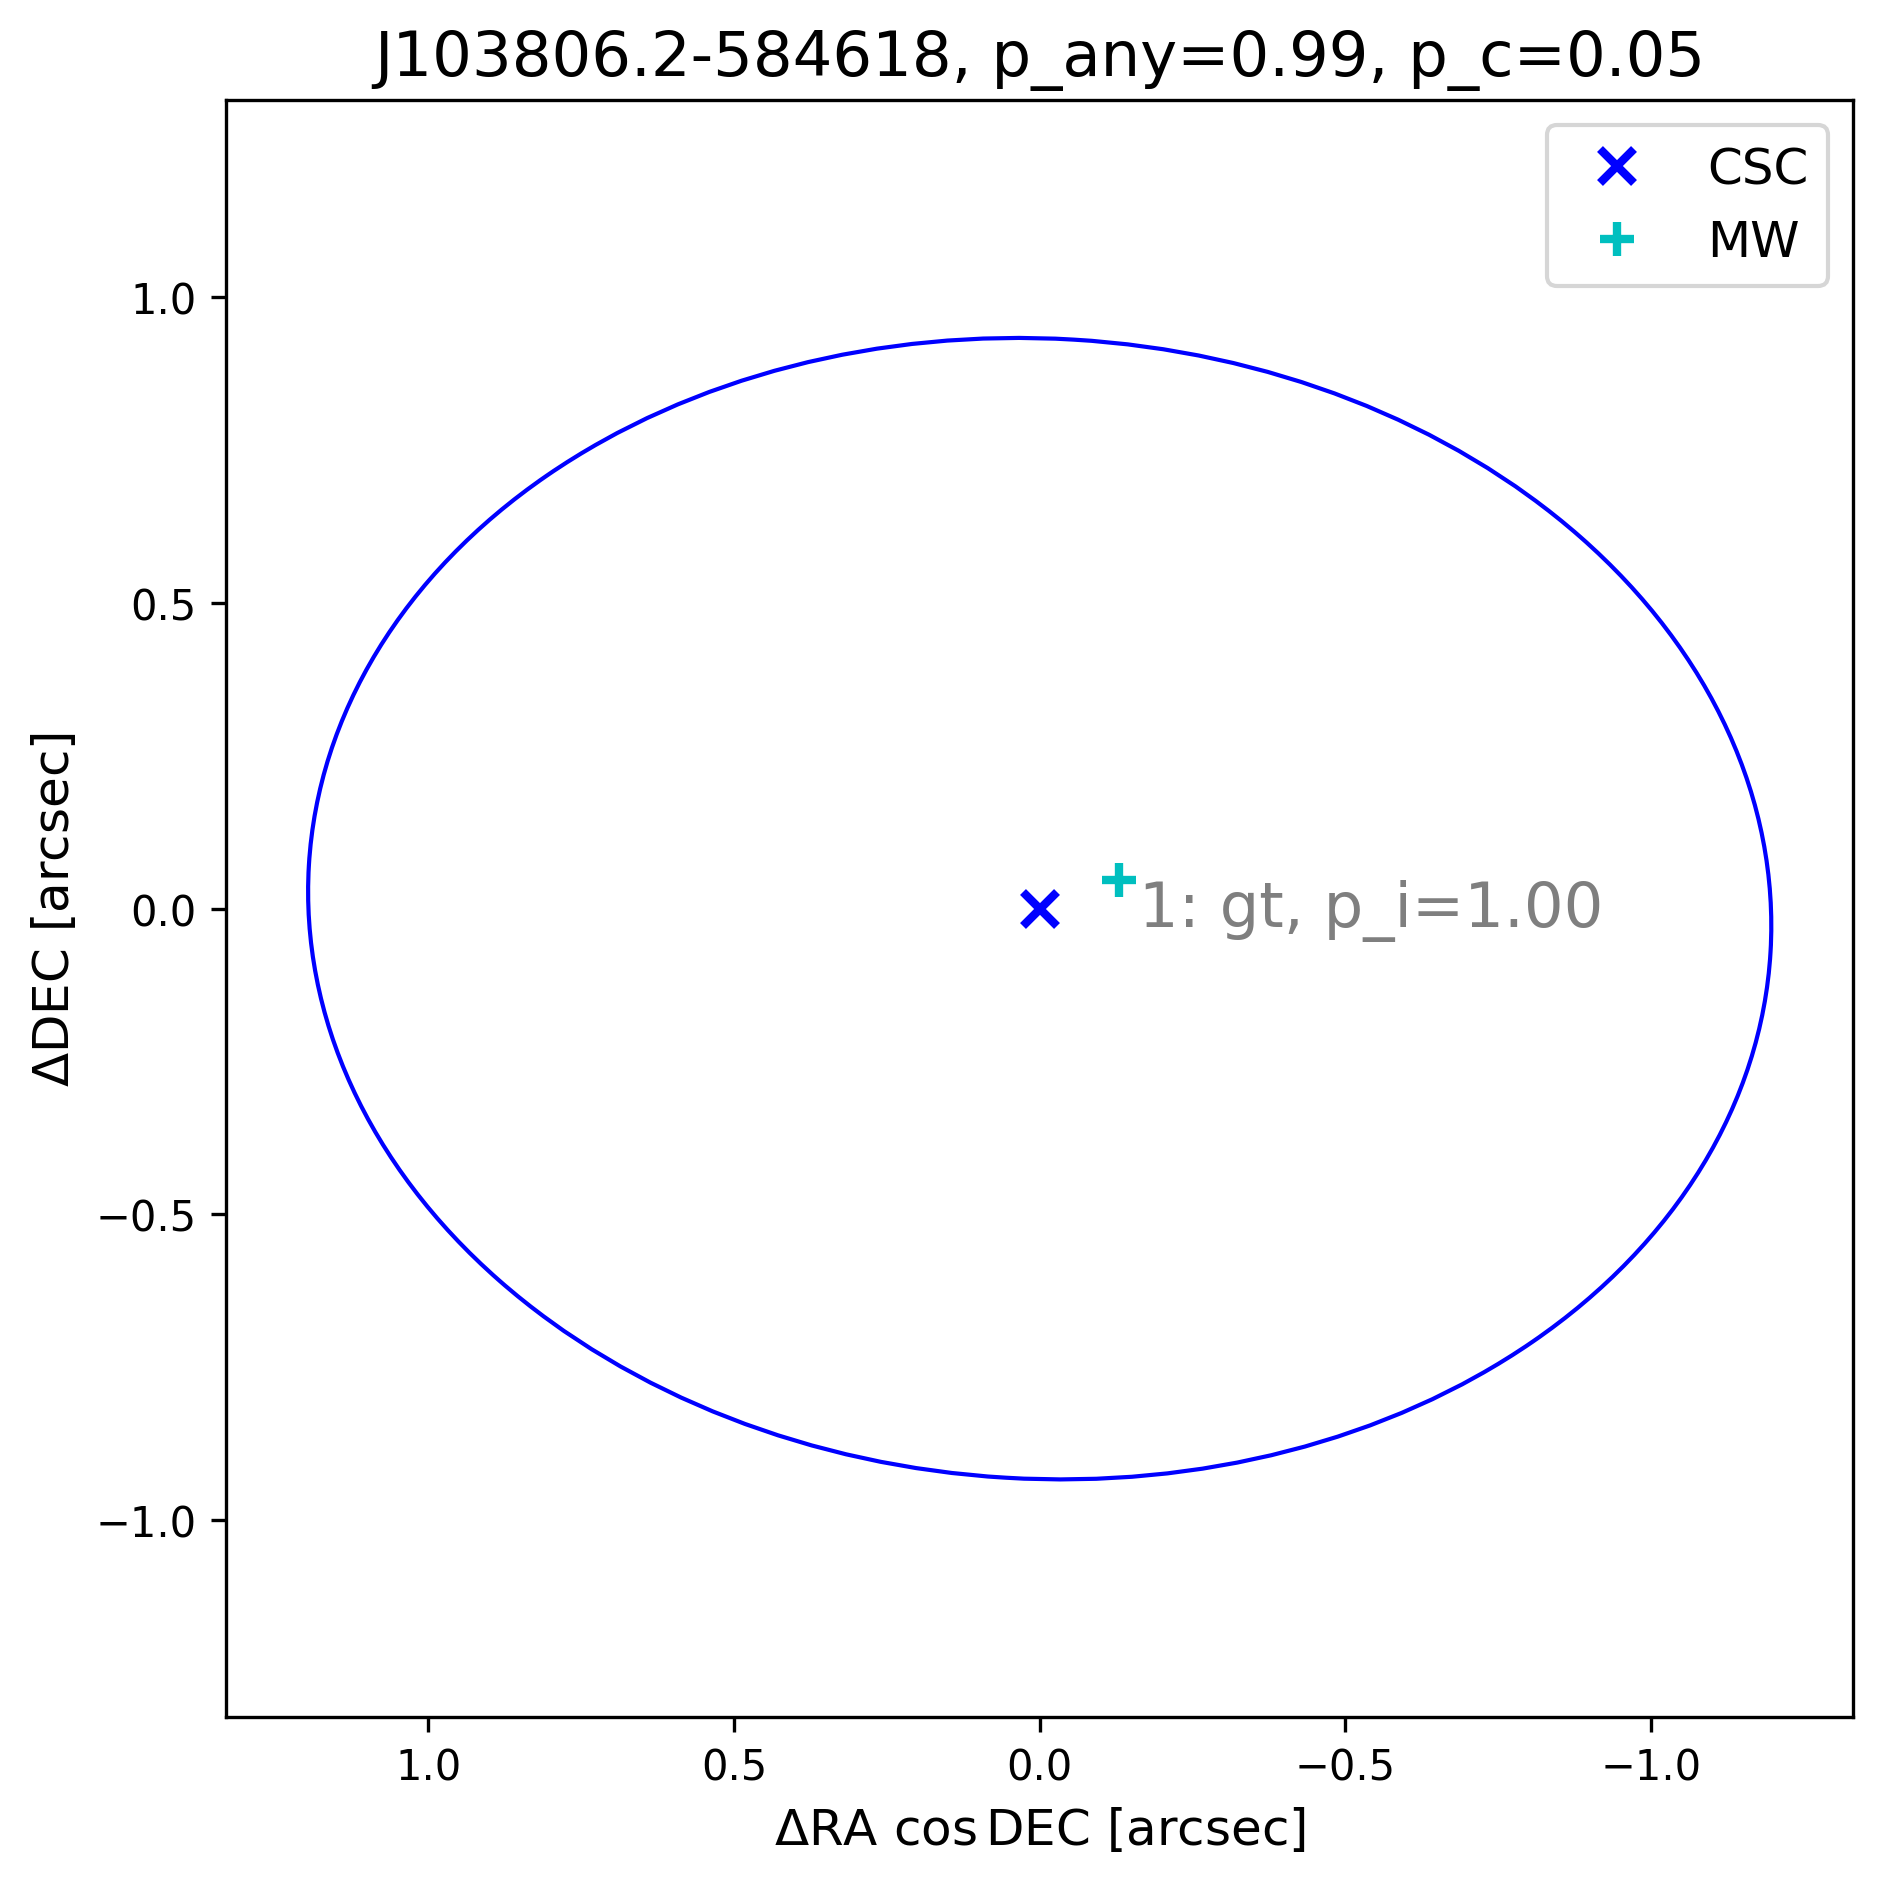 J103806.2-584618, p_any=0.99, p_c=0.05
CSC
MW
1.0
0.5
0.0
−0.5
−1.0
ΔDEC [arcsec]
1: gt, p_i=1.00
1.0
0.5
0.0
−0.5
−1.0
ΔRA cos DEC [arcsec]